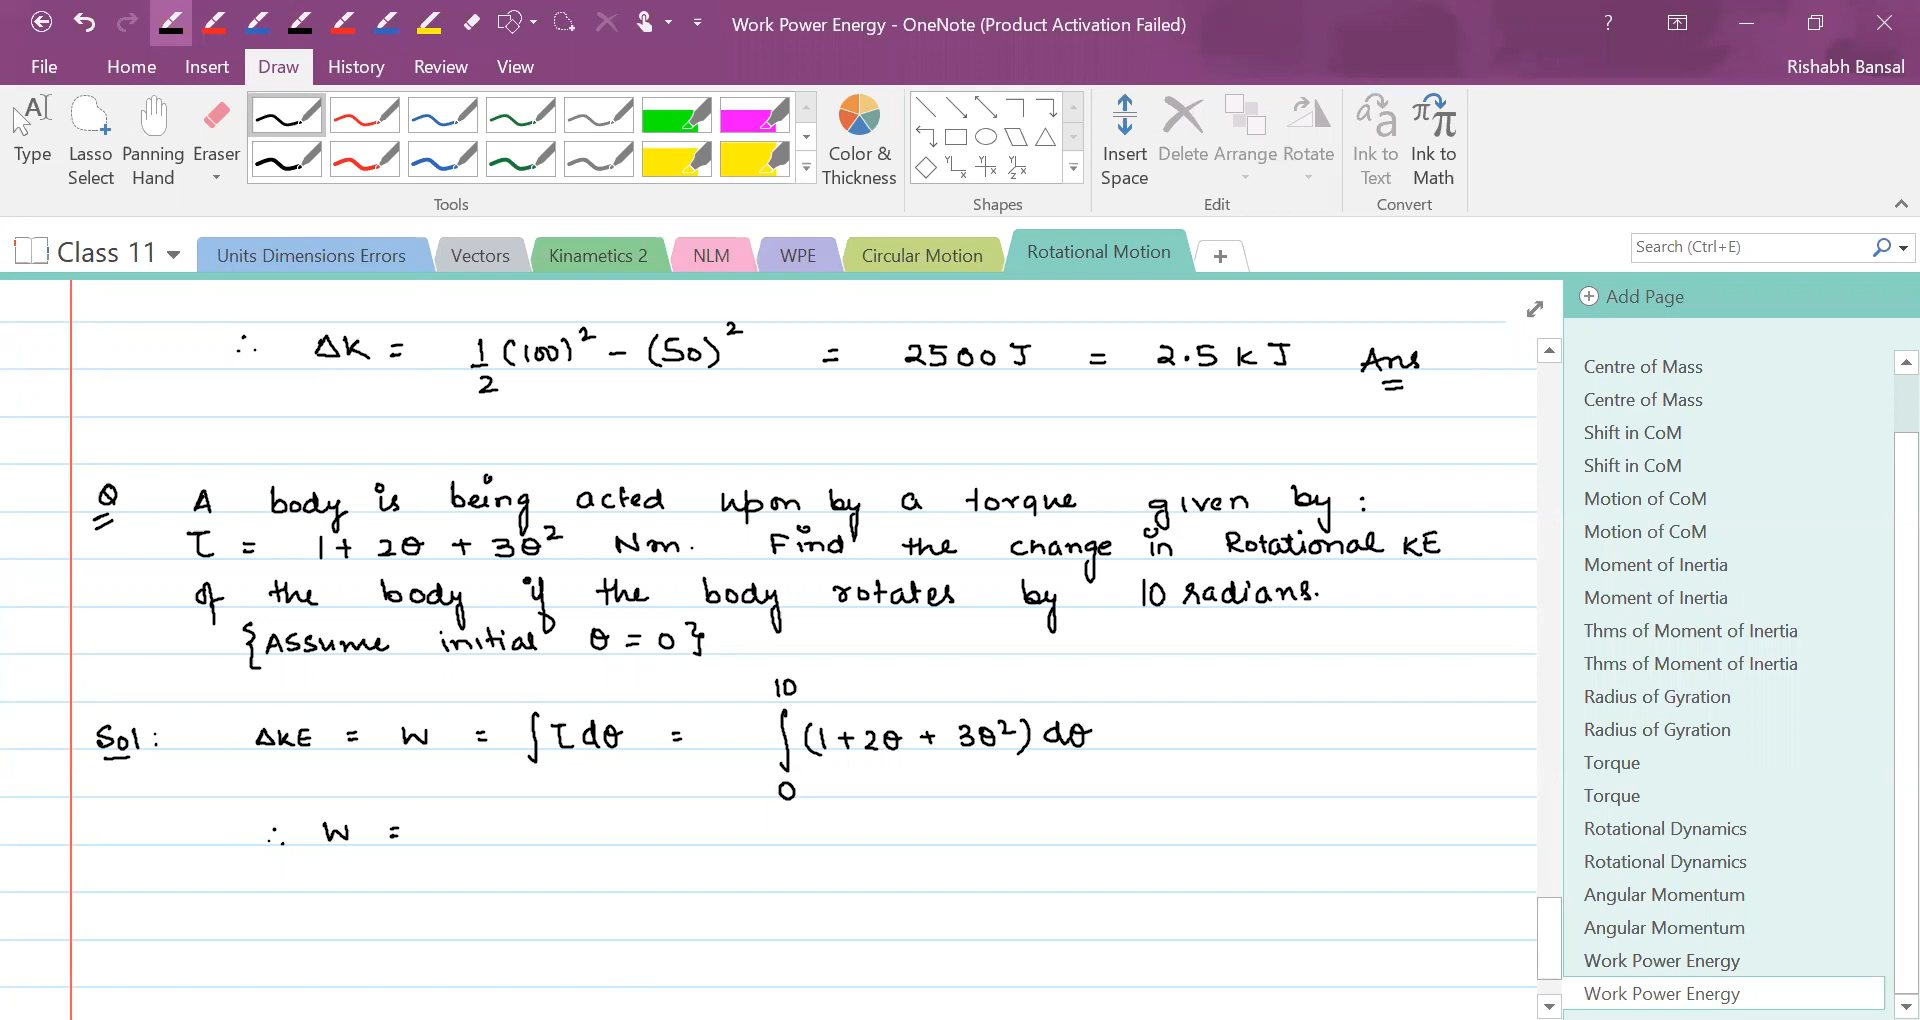 Work Power Energy - OneNote (Product Activation Failed)
?
File Home Insert Draw History Review View Rishabh Bansal
Type Lasso Select Panning Hand Eraser Color & Thickness Insert Space Delete Arrange Rotate Ink to Text Ink to Math
Tools Shapes Edit Convert
Class 11 Units Dimensions Errors Vectors Kinametics 2 NLM WPE Circular Motion Rotational Motion + Search (Ctrl+E)
Add Page
∴ ΔK = 1/2 (100)² - (50)² = 2500 J = 2.5 KJ Ans
Q A body is being acted upon by a torque given by :
τ = 1 + 2θ + 3θ² Nm. Find the change in Rotational KE
of the body if the body rotates by 10 radians.
{Assume initial θ = 0}
Sol : ΔKE = W = ∫ τ dθ = ∫₀¹⁰ (1 + 2θ + 3θ²) dθ
∴ W =
Centre of Mass
Centre of Mass
Shift in CoM
Shift in CoM
Motion of CoM
Motion of CoM
Moment of Inertia
Moment of Inertia
Thms of Moment of Inertia
Thms of Moment of Inertia
Radius of Gyration
Radius of Gyration
Torque
Torque
Rotational Dynamics
Rotational Dynamics
Angular Momentum
Angular Momentum
Work Power Energy
Work Power Energy